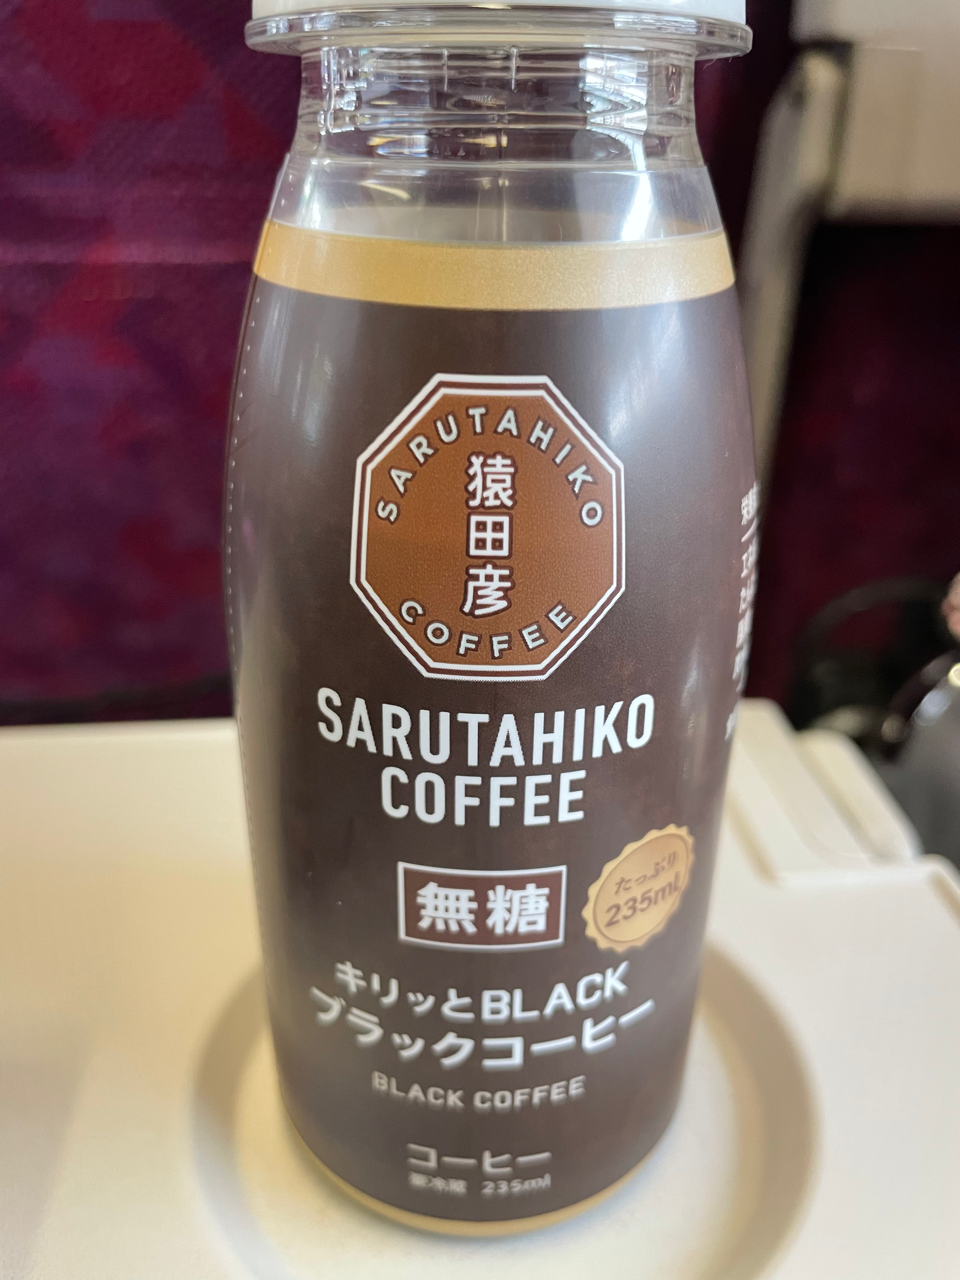 SARUTAHIKO
猿田彦
COFFEE
SARUTAHIKO
COFFEE
無糖
たっぷり
235ml
キリッとBLACK
ブラックコーヒー
BLACK COFFEE
コーヒー
要冷蔵 235ml